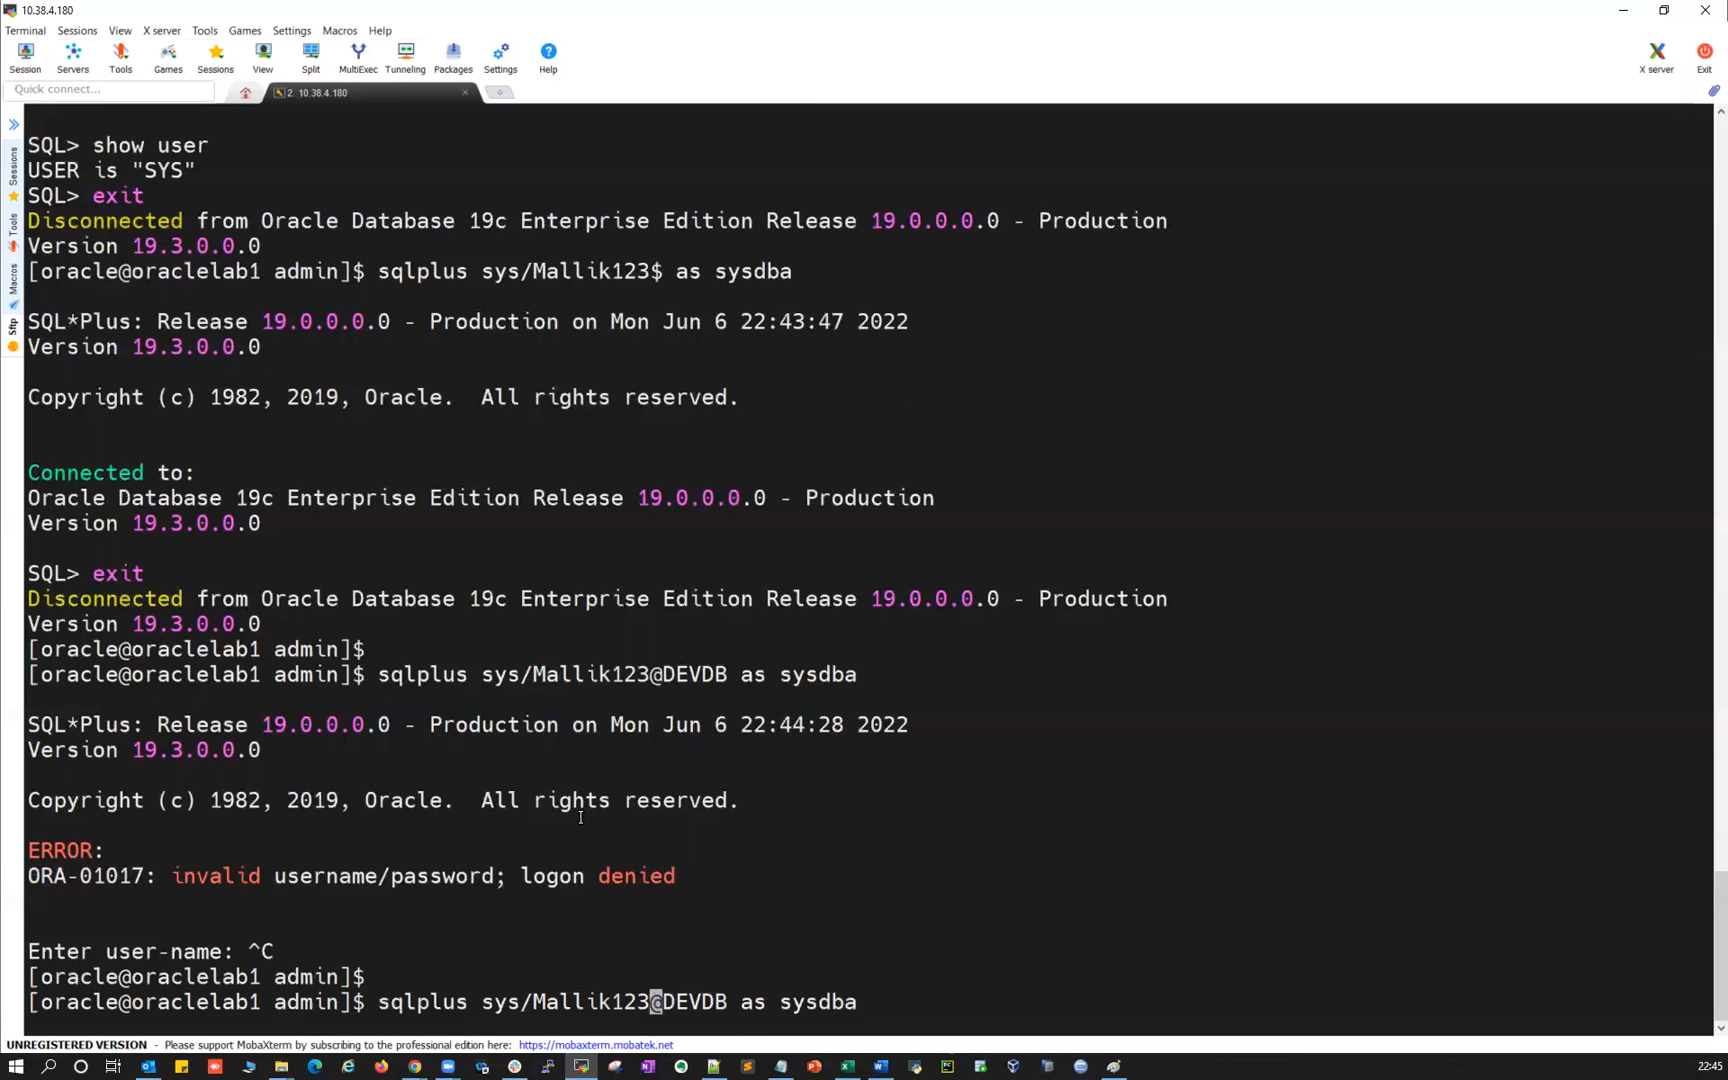 10.38.4.180
Terminal Sessions View X server Tools Games Settings Macros Help
Session Servers Tools Games Sessions View Split MultiExec Tunneling Packages Settings Help X server Exit
Quick connect...
2. 10.38.4.180
Sessions
Tools
Macros
Sftp
SQL> show user
USER is "SYS"
SQL> exit
Disconnected from Oracle Database 19c Enterprise Edition Release 19.0.0.0.0 - Production
Version 19.3.0.0.0
[oracle@oraclelab1 admin]$ sqlplus sys/Mallik123$ as sysdba
SQL*Plus: Release 19.0.0.0.0 - Production on Mon Jun 6 22:43:47 2022
Version 19.3.0.0.0
Copyright (c) 1982, 2019, Oracle.  All rights reserved.
Connected to:
Oracle Database 19c Enterprise Edition Release 19.0.0.0.0 - Production
Version 19.3.0.0.0
SQL> exit
Disconnected from Oracle Database 19c Enterprise Edition Release 19.0.0.0.0 - Production
Version 19.3.0.0.0
[oracle@oraclelab1 admin]$
[oracle@oraclelab1 admin]$ sqlplus sys/Mallik123@DEVDB as sysdba
SQL*Plus: Release 19.0.0.0.0 - Production on Mon Jun 6 22:44:28 2022
Version 19.3.0.0.0
Copyright (c) 1982, 2019, Oracle.  All rights reserved.
ERROR:
ORA-01017: invalid username/password; logon denied
Enter user-name: ^C
[oracle@oraclelab1 admin]$
[oracle@oraclelab1 admin]$ sqlplus sys/Mallik123@DEVDB as sysdba
UNREGISTERED VERSION - Please support MobaXterm by subscribing to the professional edition here: https://mobaxterm.mobatek.net
22:45